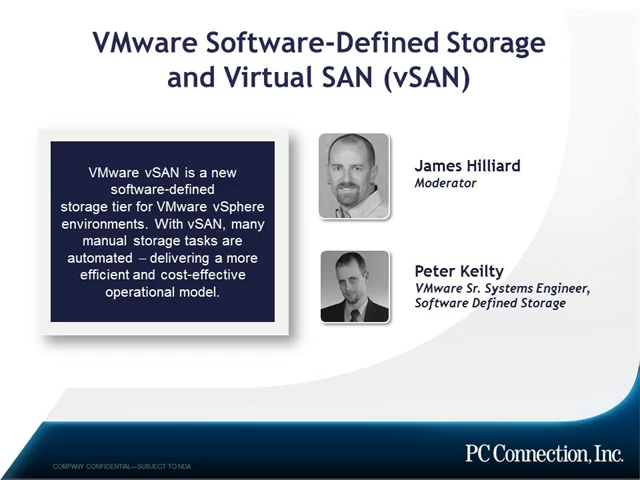 VMware Software-Defined Storage
and Virtual SAN (vSAN)
VMware vSAN is a new
software-defined
storage tier for VMware vSphere
environments. With vSAN, many
manual storage tasks are
automated – delivering a more
efficient and cost-effective
operational model.
James Hilliard
Moderator
Peter Keilty
VMware Sr. Systems Engineer,
Software Defined Storage
COMPANY CONFIDENTIAL—SUBJECT TO NDA
PC Connection, Inc.